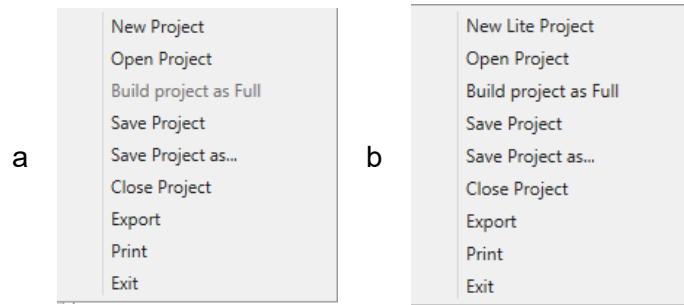 a
New Project
Open Project
Build project as Full
Save Project
Save Project as...
Close Project
Export
Print
Exit
b
New Lite Project
Open Project
Build project as Full
Save Project
Save Project as...
Close Project
Export
Print
Exit